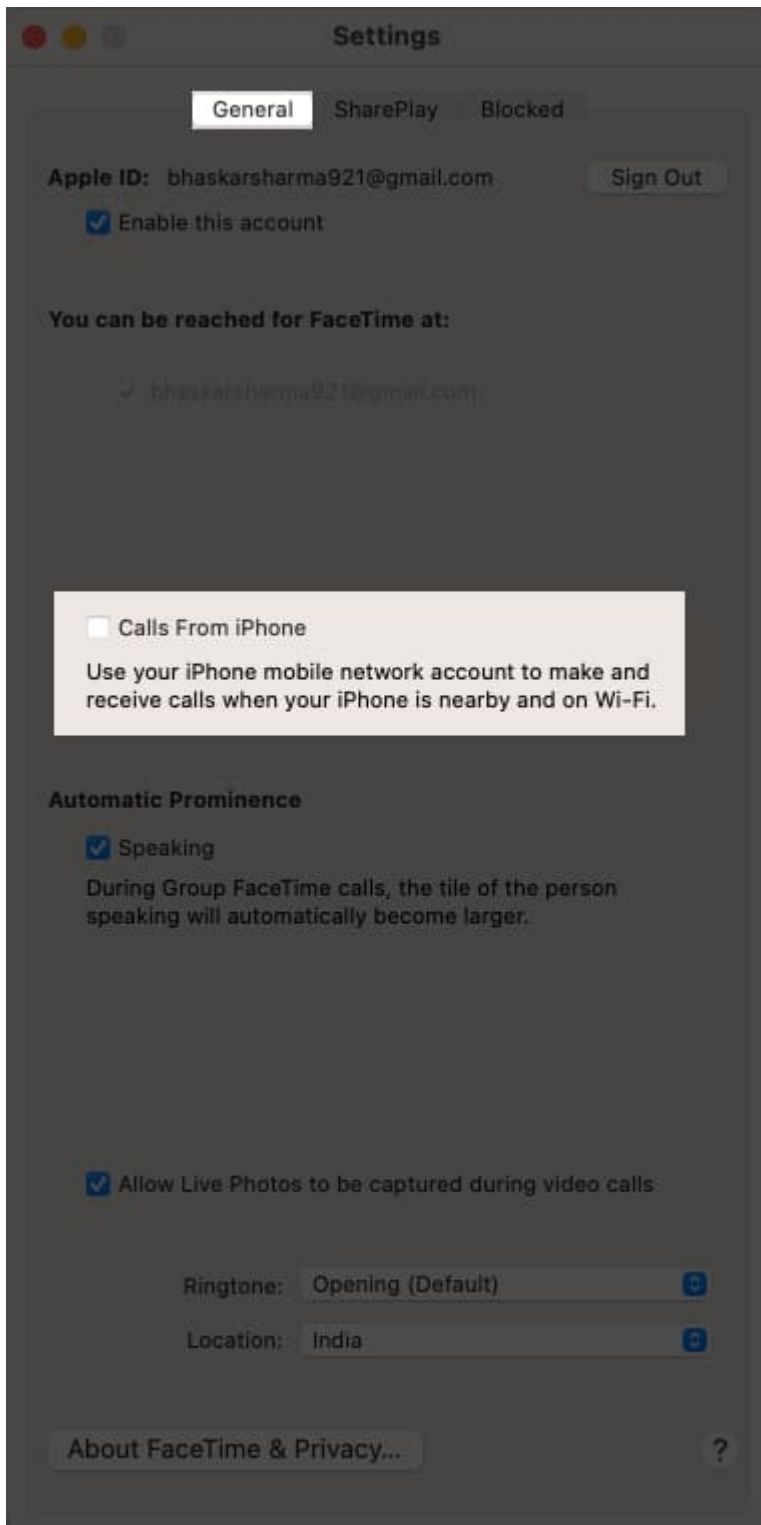 Settings
General SharePlay Blocked
Apple ID: bhaskarsharma921@gmail.com Sign Out
Enable this account
You can be reached for FaceTime at:
bhaskarsharma921@gmail.com
Calls From iPhone
Use your iPhone mobile network account to make and
receive calls when your iPhone is nearby and on Wi-Fi.
Automatic Prominence
Speaking
During Group FaceTime calls, the tile of the person
speaking will automatically become larger.
Allow Live Photos to be captured during video calls
Ringtone: Opening (Default)
Location: India
About FaceTime & Privacy... ?